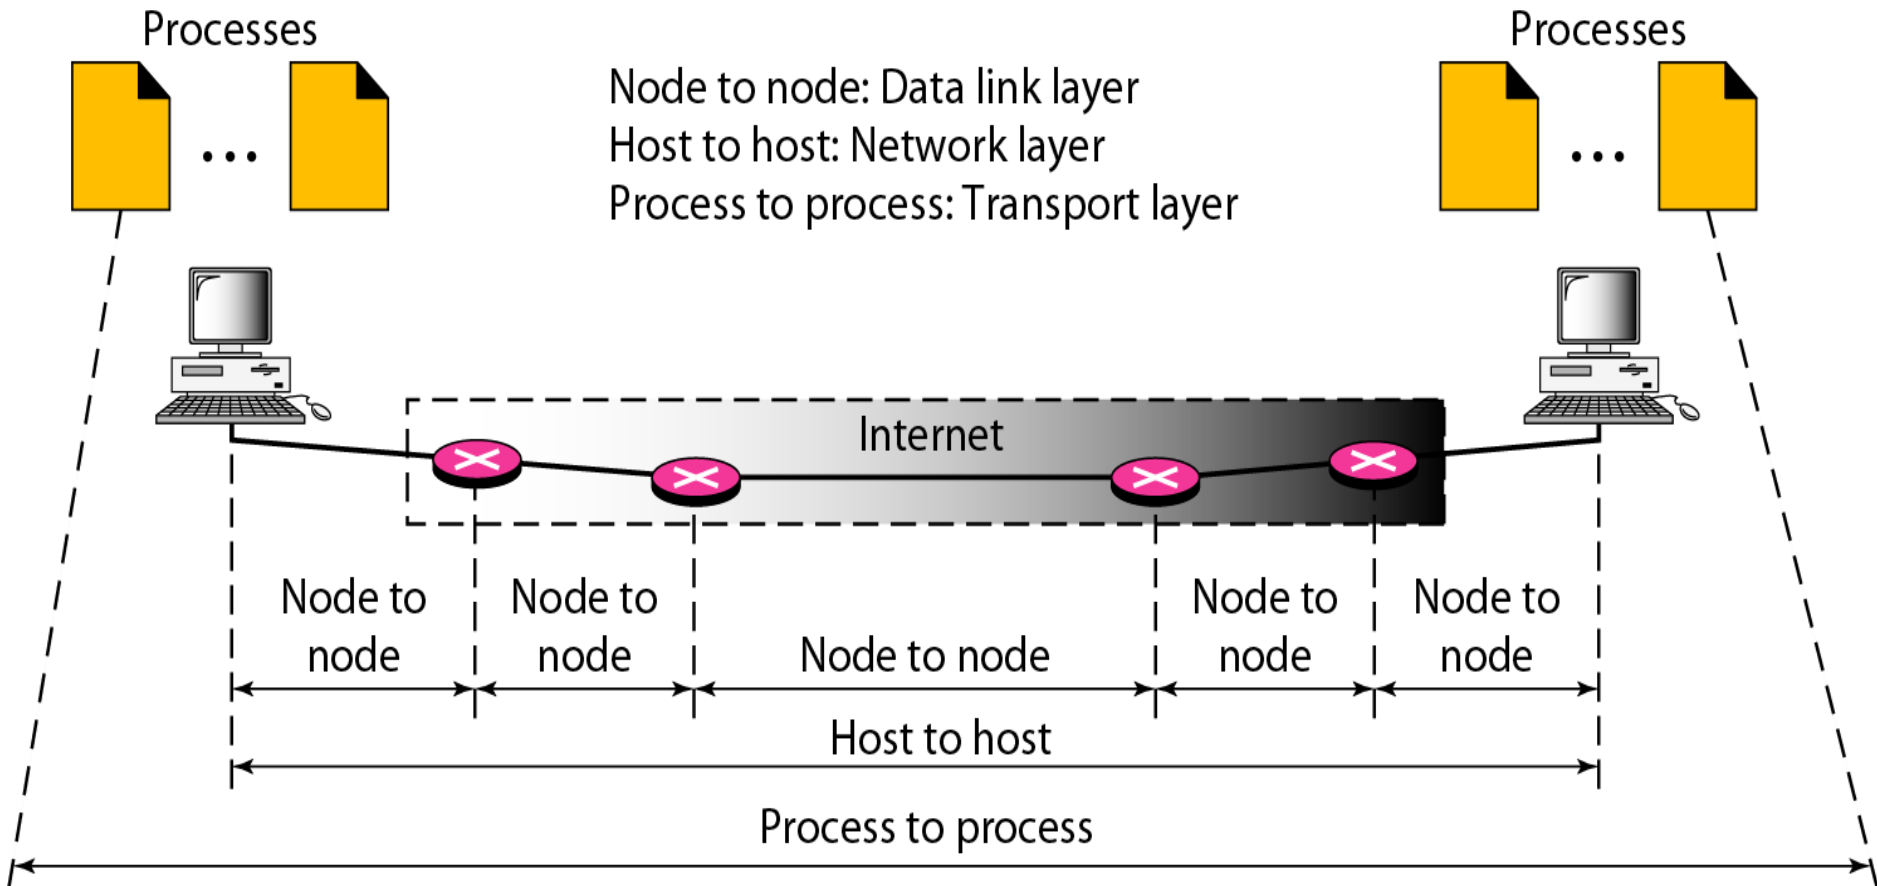 Processes
Processes
Node to node: Data link layer
Host to host: Network layer
Process to process: Transport layer
...
...
Internet
Node to
node
Node to
node
Node to node
Node to
node
Node to
node
Host to host
Process to process